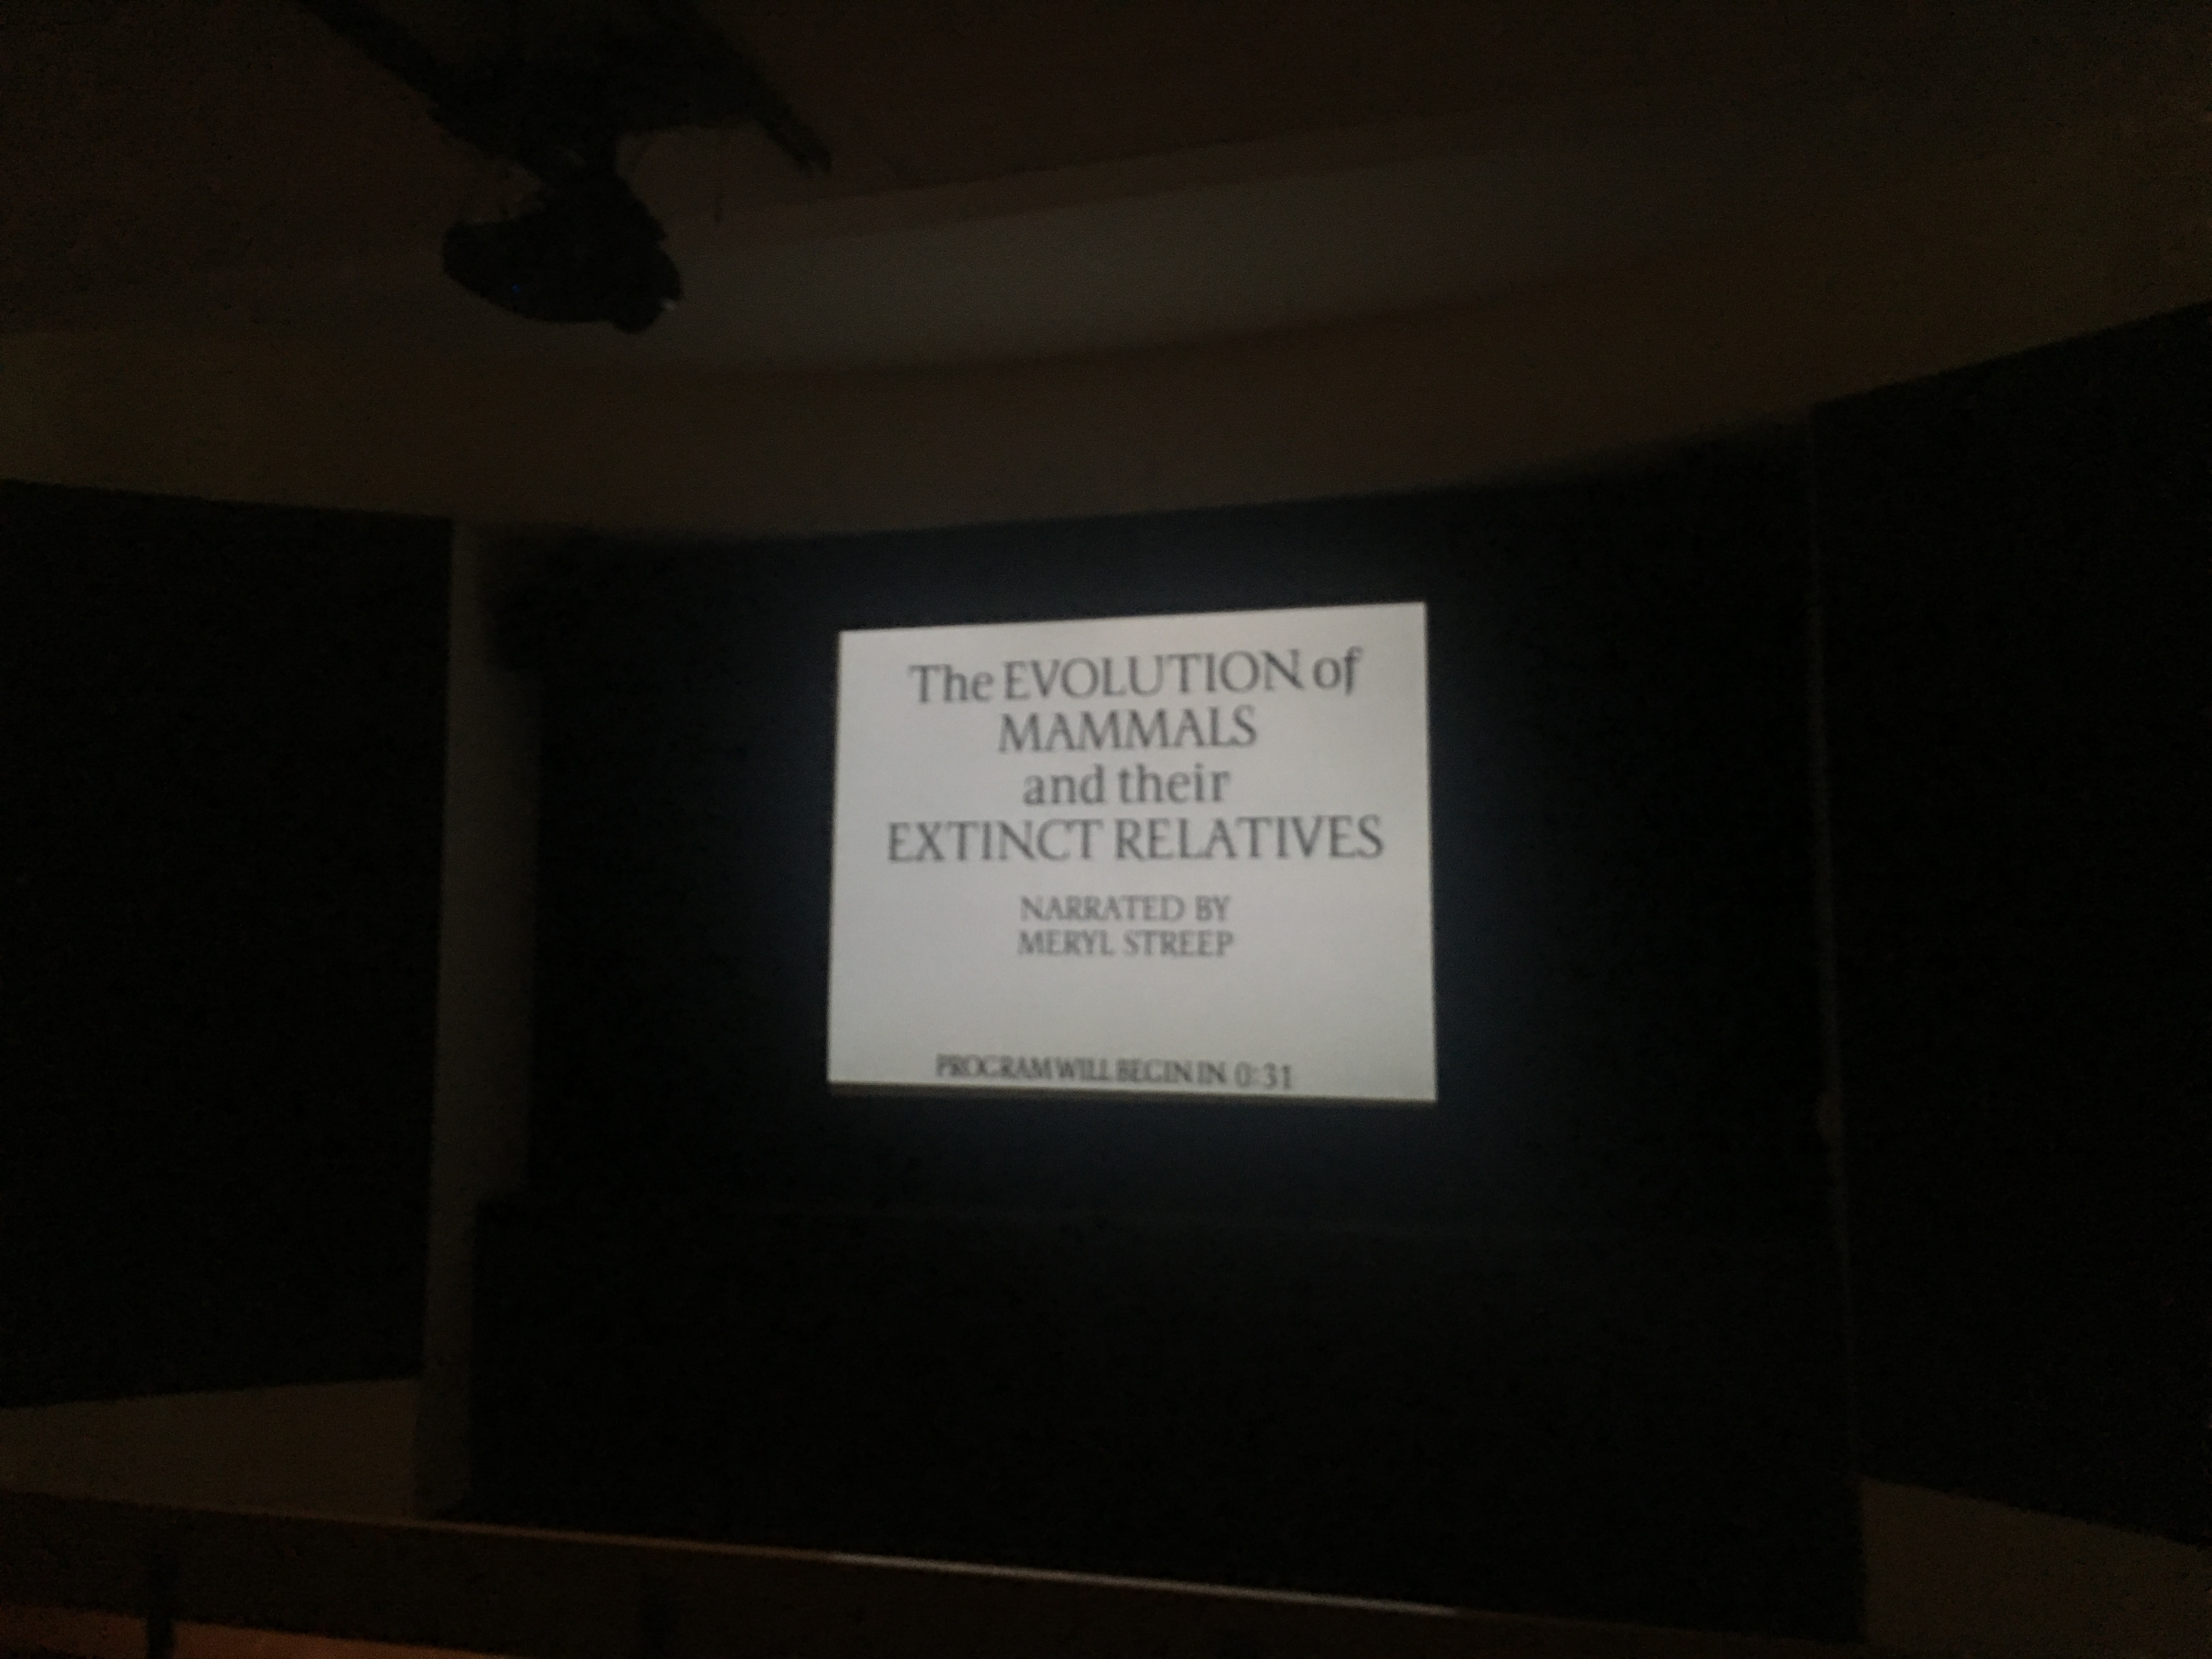 The EVOLUTION of
MAMMALS
and their
EXTINCT RELATIVES
NARRATED BY
MERYL STREEP
PROGRAM WILL BEGIN IN 0:31